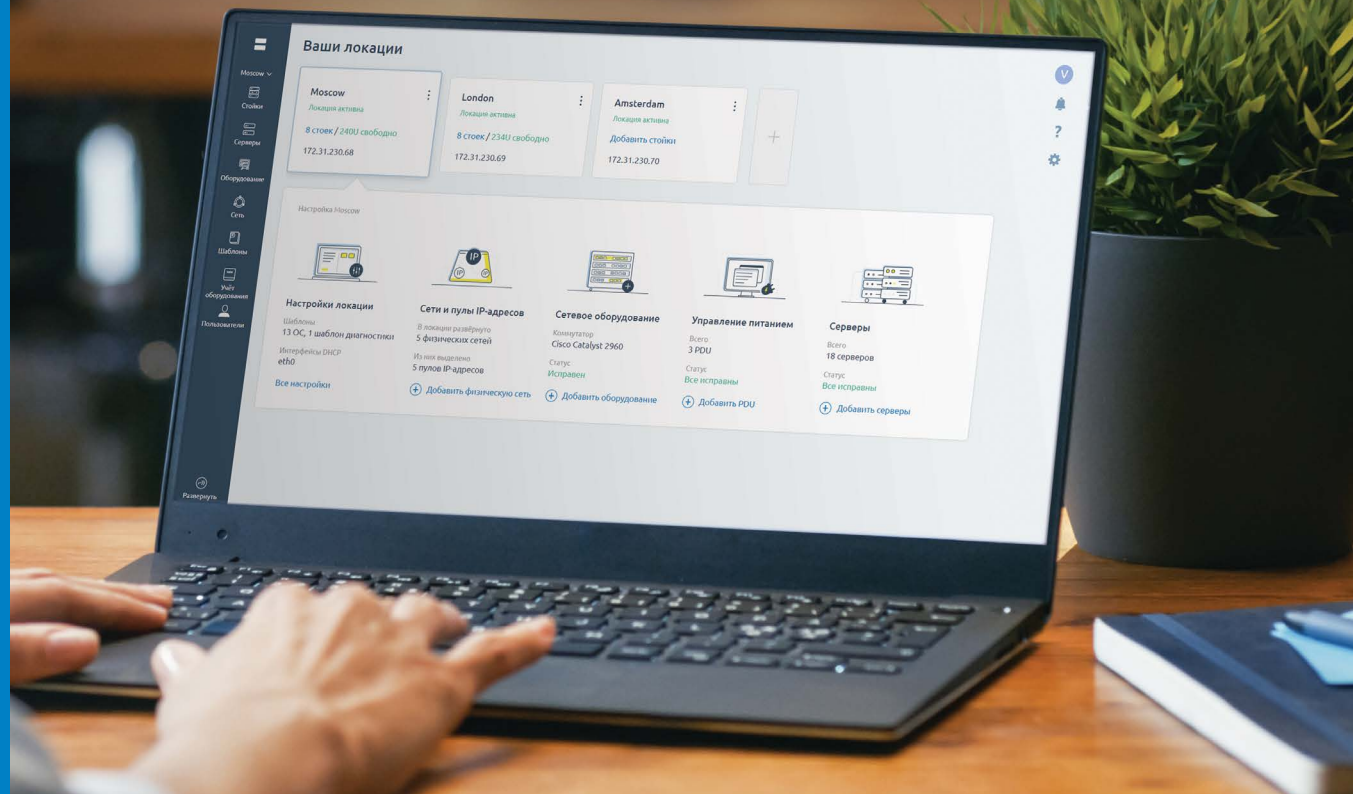 Ваши локации
V
?
Moscow
Стойки
Серверы
Оборудование
Сеть
Шаблоны
Учёт
оборудования
Пользователи
Развернуть
Moscow
Локация активна
8 стоек / 240U свободно
172.31.230.68
London
Локация активна
8 стоек / 234U свободно
172.31.230.69
Amsterdam
Локация активна
Добавить стойки
172.31.230.70
+
Настройка Moscow
Настройки локации
Шаблоны
13 ОС, 1 шаблон диагностики
Интерфейсы DHCP
eth0
Все настройки
IP
IP
IP
Сети и пулы IP-адресов
В локации развёрнуто
5 физических сетей
Из них выделено
5 пулов IP-адресов
Добавить физическую сеть
Сетевое оборудование
Коммутатор
Cisco Catalyst 2960
Статус
Исправен
Добавить оборудование
Управление питанием
Всего
3 PDU
Статус
Все исправны
Добавить PDU
Серверы
Всего
18 серверов
Статус
Все исправны
Добавить серверы